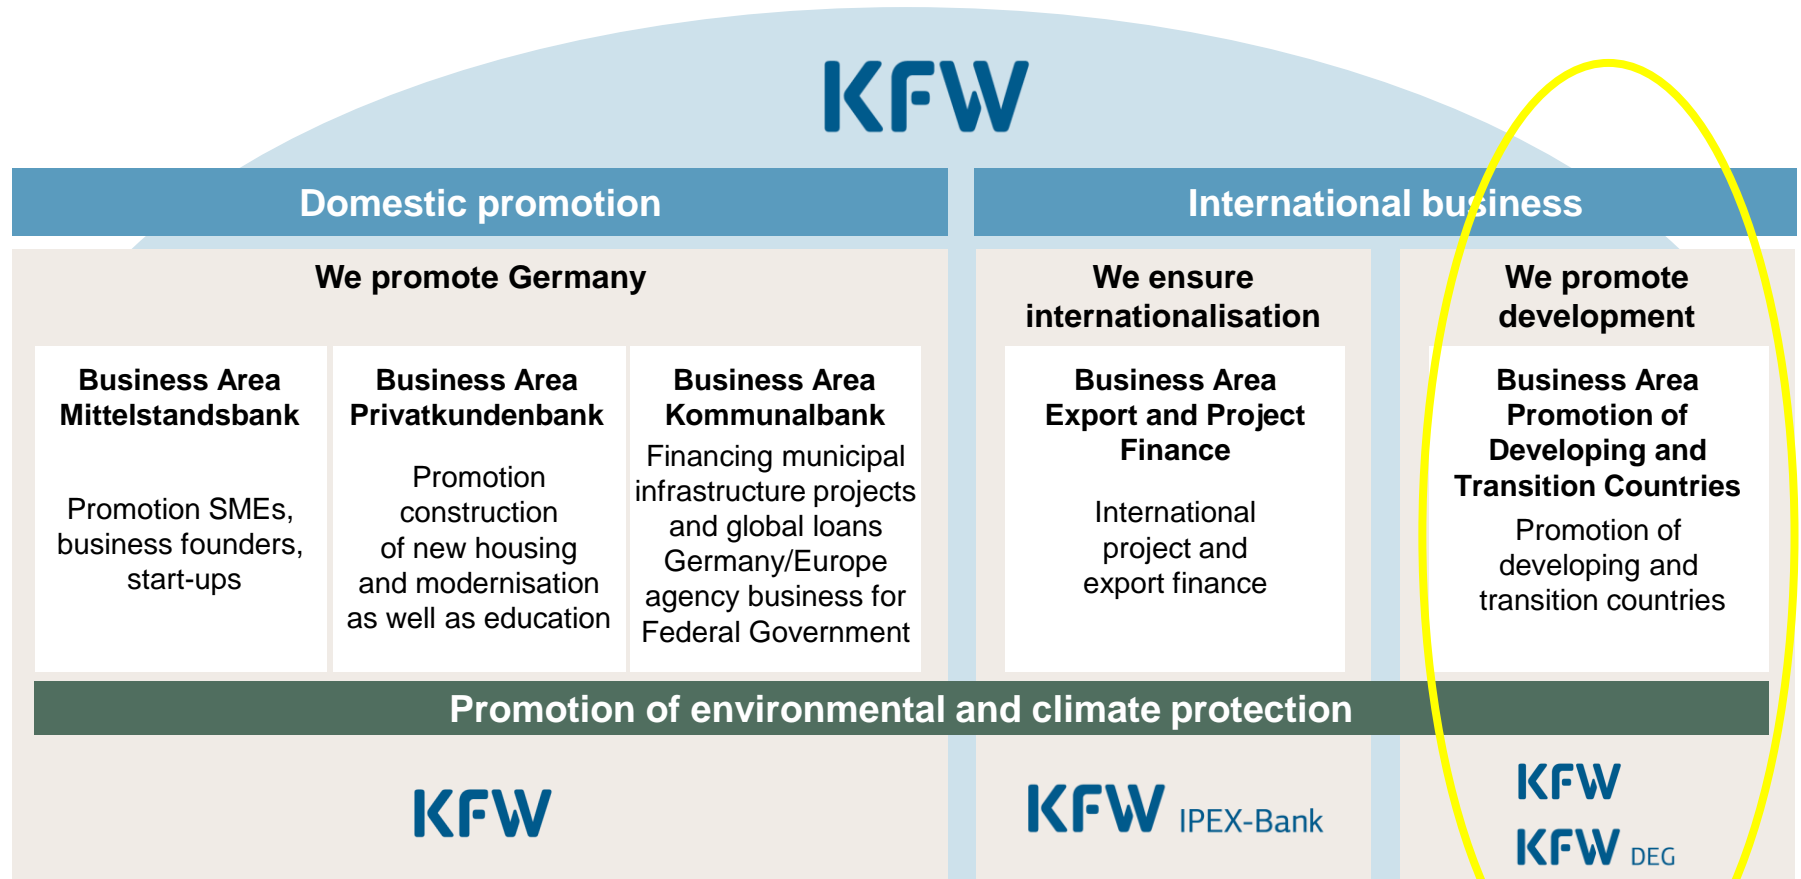 KFW
Domestic promotion
International business
We promote Germany
Business Area
Mittelstandsbank
Promotion SMEs,
business founders,
start-ups
Business Area
Privatkundenbank
Promotion
construction
of new housing
and modernisation
as well as education
Business Area
Kommunalbank
Financing municipal
infrastructure projects
and global loans
Germany/Europe
agency business for
Federal Government
We ensure
internationalisation
Business Area
Export and Project
Finance
International
project and
export finance
We promote
development
Business Area
Promotion of
Developing and
Transition Countries
Promotion of
developing and
transition countries
Promotion of environmental and climate protection
KFW
KFW IPEX-Bank
KFW
KFW DEG